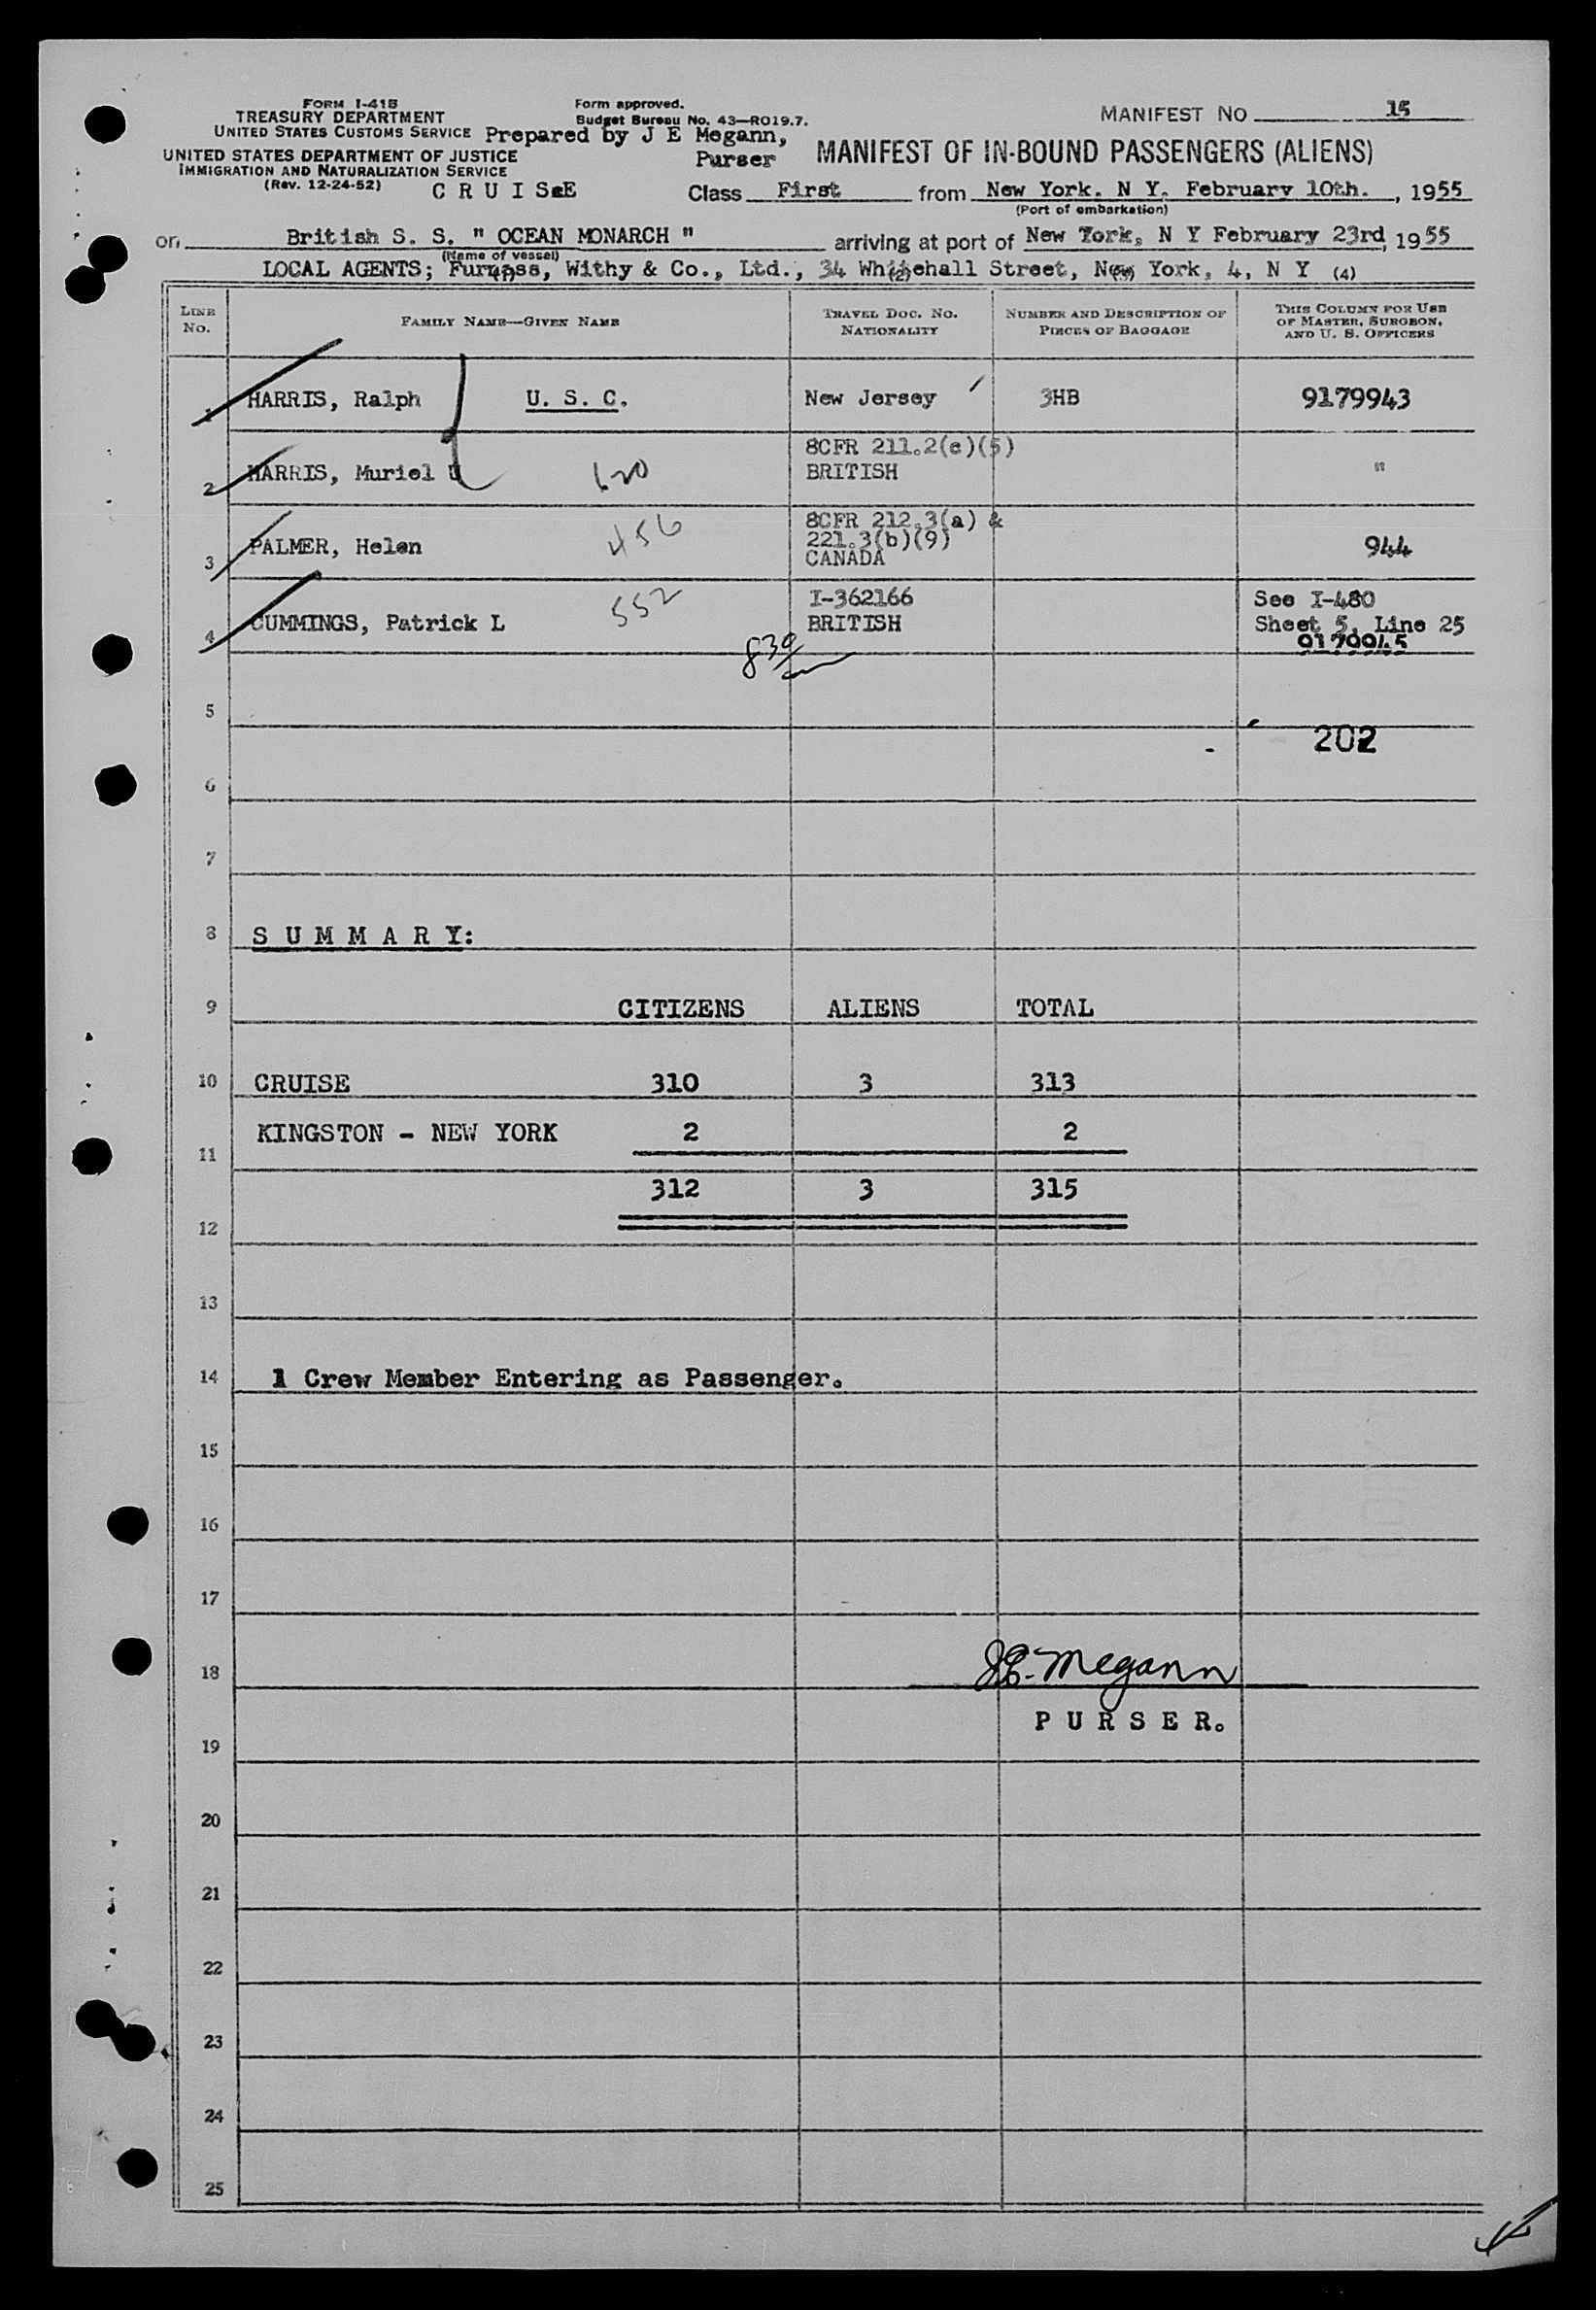 FORM I-418
TREASURY DEPARTMENT
UNITED STATES CUSTOMS SERVICE
UNITED STATES DEPARTMENT OF JUSTICE
IMMIGRATION AND NATURALIZATION SERVICE
(Rev. 12-24-52)
C R U I S E
Form approved.
Budget Bureau No. 43—RO19.7.
Prepared by J E Megann,
Purser
MANIFEST NO 15
MANIFEST OF IN-BOUND PASSENGERS (ALIENS)
Class First from New York. N Y. February 10th. , 1955
(Port of embarkation)
on British S. S. " OCEAN MONARCH " arriving at port of New York, N Y February 23rd, 1955
(Name of vessel)
LOCAL AGENTS; Furness, Withy & Co., Ltd., 34 Whitehall Street, New York, 4, N Y (4)
LINE No.
FAMILY NAME—GIVEN NAME
TRAVEL DOC. NO. NATIONALITY
NUMBER AND DESCRIPTION OF PIECES OF BAGGAGE
THIS COLUMN FOR USE OF MASTER, SURGEON, AND U. S. OFFICERS
1 HARRIS, Ralph U. S. C. New Jersey 3HB 9179943
8CFR 211.2(e)(5)
2 HARRIS, Muriel U BRITISH "
8CFR 212.3(a) &
221.3(b)(9)
3 PALMER, Helen 456 CANADA 944
I-362166 See I-480
4 CUMMINGS, Patrick L 552 BRITISH Sheet 5, Line 25
830 9179945
5
202
6
7
8 S U M M A R Y:
9 CITIZENS ALIENS TOTAL
10 CRUISE 310 3 313
KINGSTON - NEW YORK 2 2
11
312 3 315
12
13
14 1 Crew Member Entering as Passenger.
15
16
17
18 J.E. Megann
P U R S E R.
19
20
21
22
23
24
25